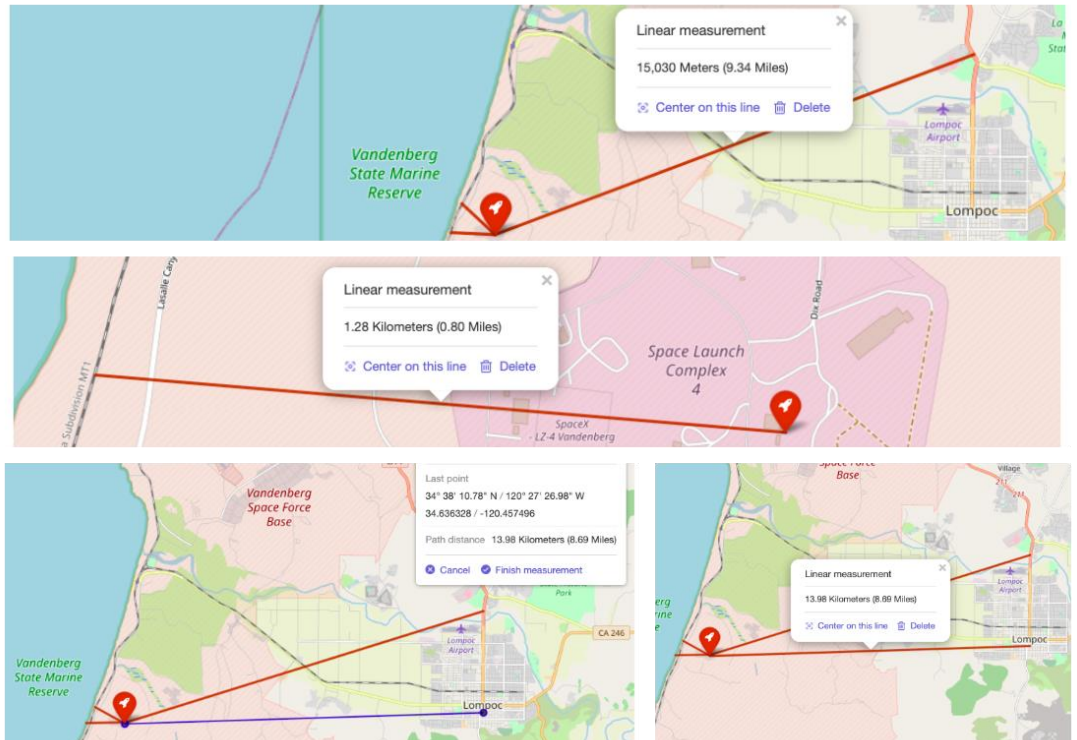 Linear measurement
15,030 Meters (9.34 Miles)
Center on this line Delete
Vandenberg
State Marine
Reserve
Lompoc
Airport
Lompoc
La
Stat
Linear measurement
1.28 Kilometers (0.80 Miles)
Center on this line Delete
Lasalle Cany
a Subdivision MT1
Dix Road
Space Launch
Complex
4
SpaceX
- LZ-4 Vandenberg
Last point
34° 38' 10.78" N / 120° 27' 26.98" W
34.636328 / -120.457496
Path distance 13.98 Kilometers (8.69 Miles)
Cancel Finish measurement
Vandenberg
Space Force
Base
Park
CA 246
Lompoc
Airport
Vandenberg
State Marine
Reserve
Lompoc
Space Force
Base
Village
Linear measurement
13.98 Kilometers (8.69 Miles)
Center on this line Delete
Lompoc
Airport
Lompoc
erg
rine
e